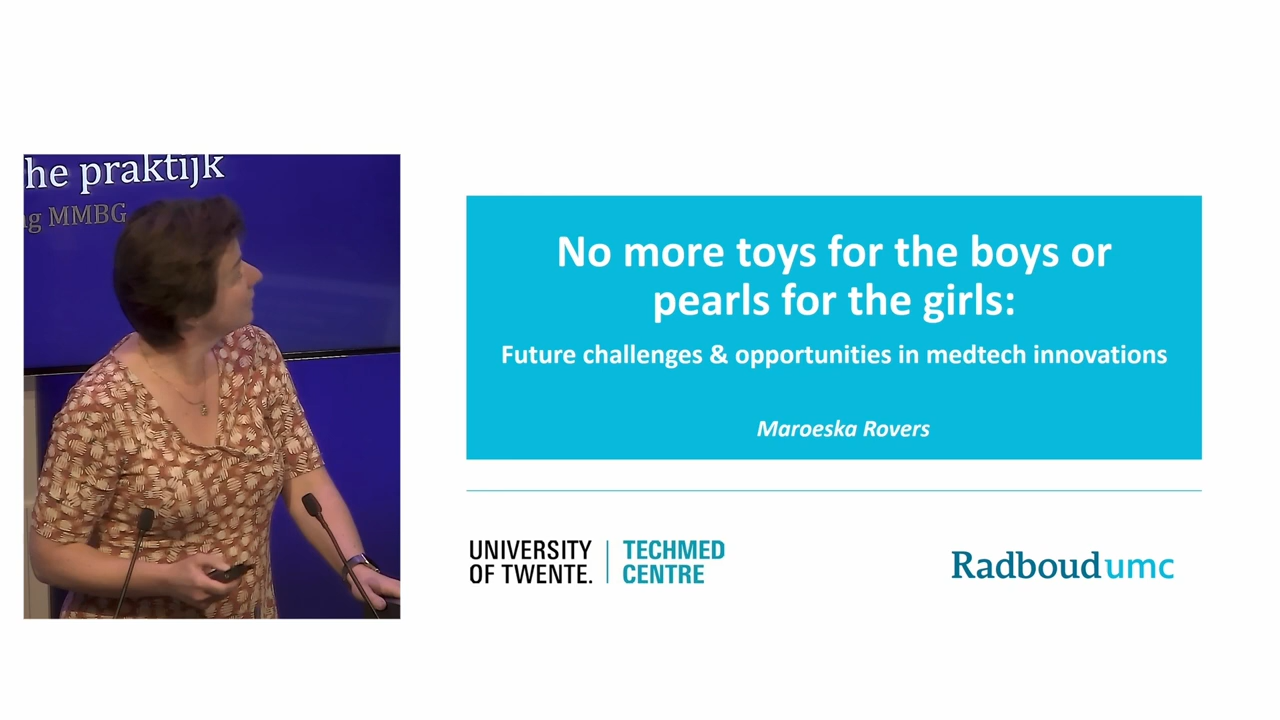 he praktijk
g MMBG
No more toys for the boys or
pearls for the girls:
Future challenges & opportunities in medtech innovations
Maroeska Rovers
UNIVERSITY
OF TWENTE.
TECHMED
CENTRE
Radboudumc